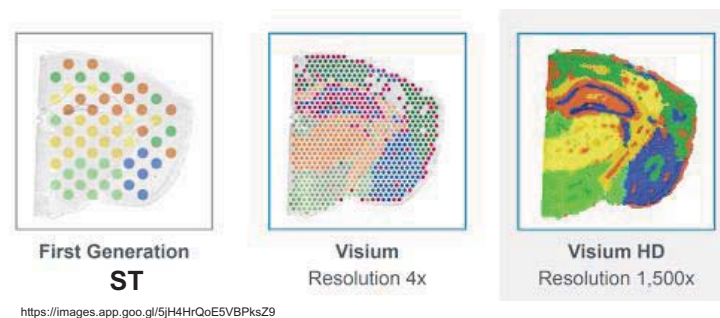 First Generation
ST
Visium
Resolution 4x
Visium HD
Resolution 1,500x
https://images.app.goo.gl/5jH4HrQoE5VBPksZ9